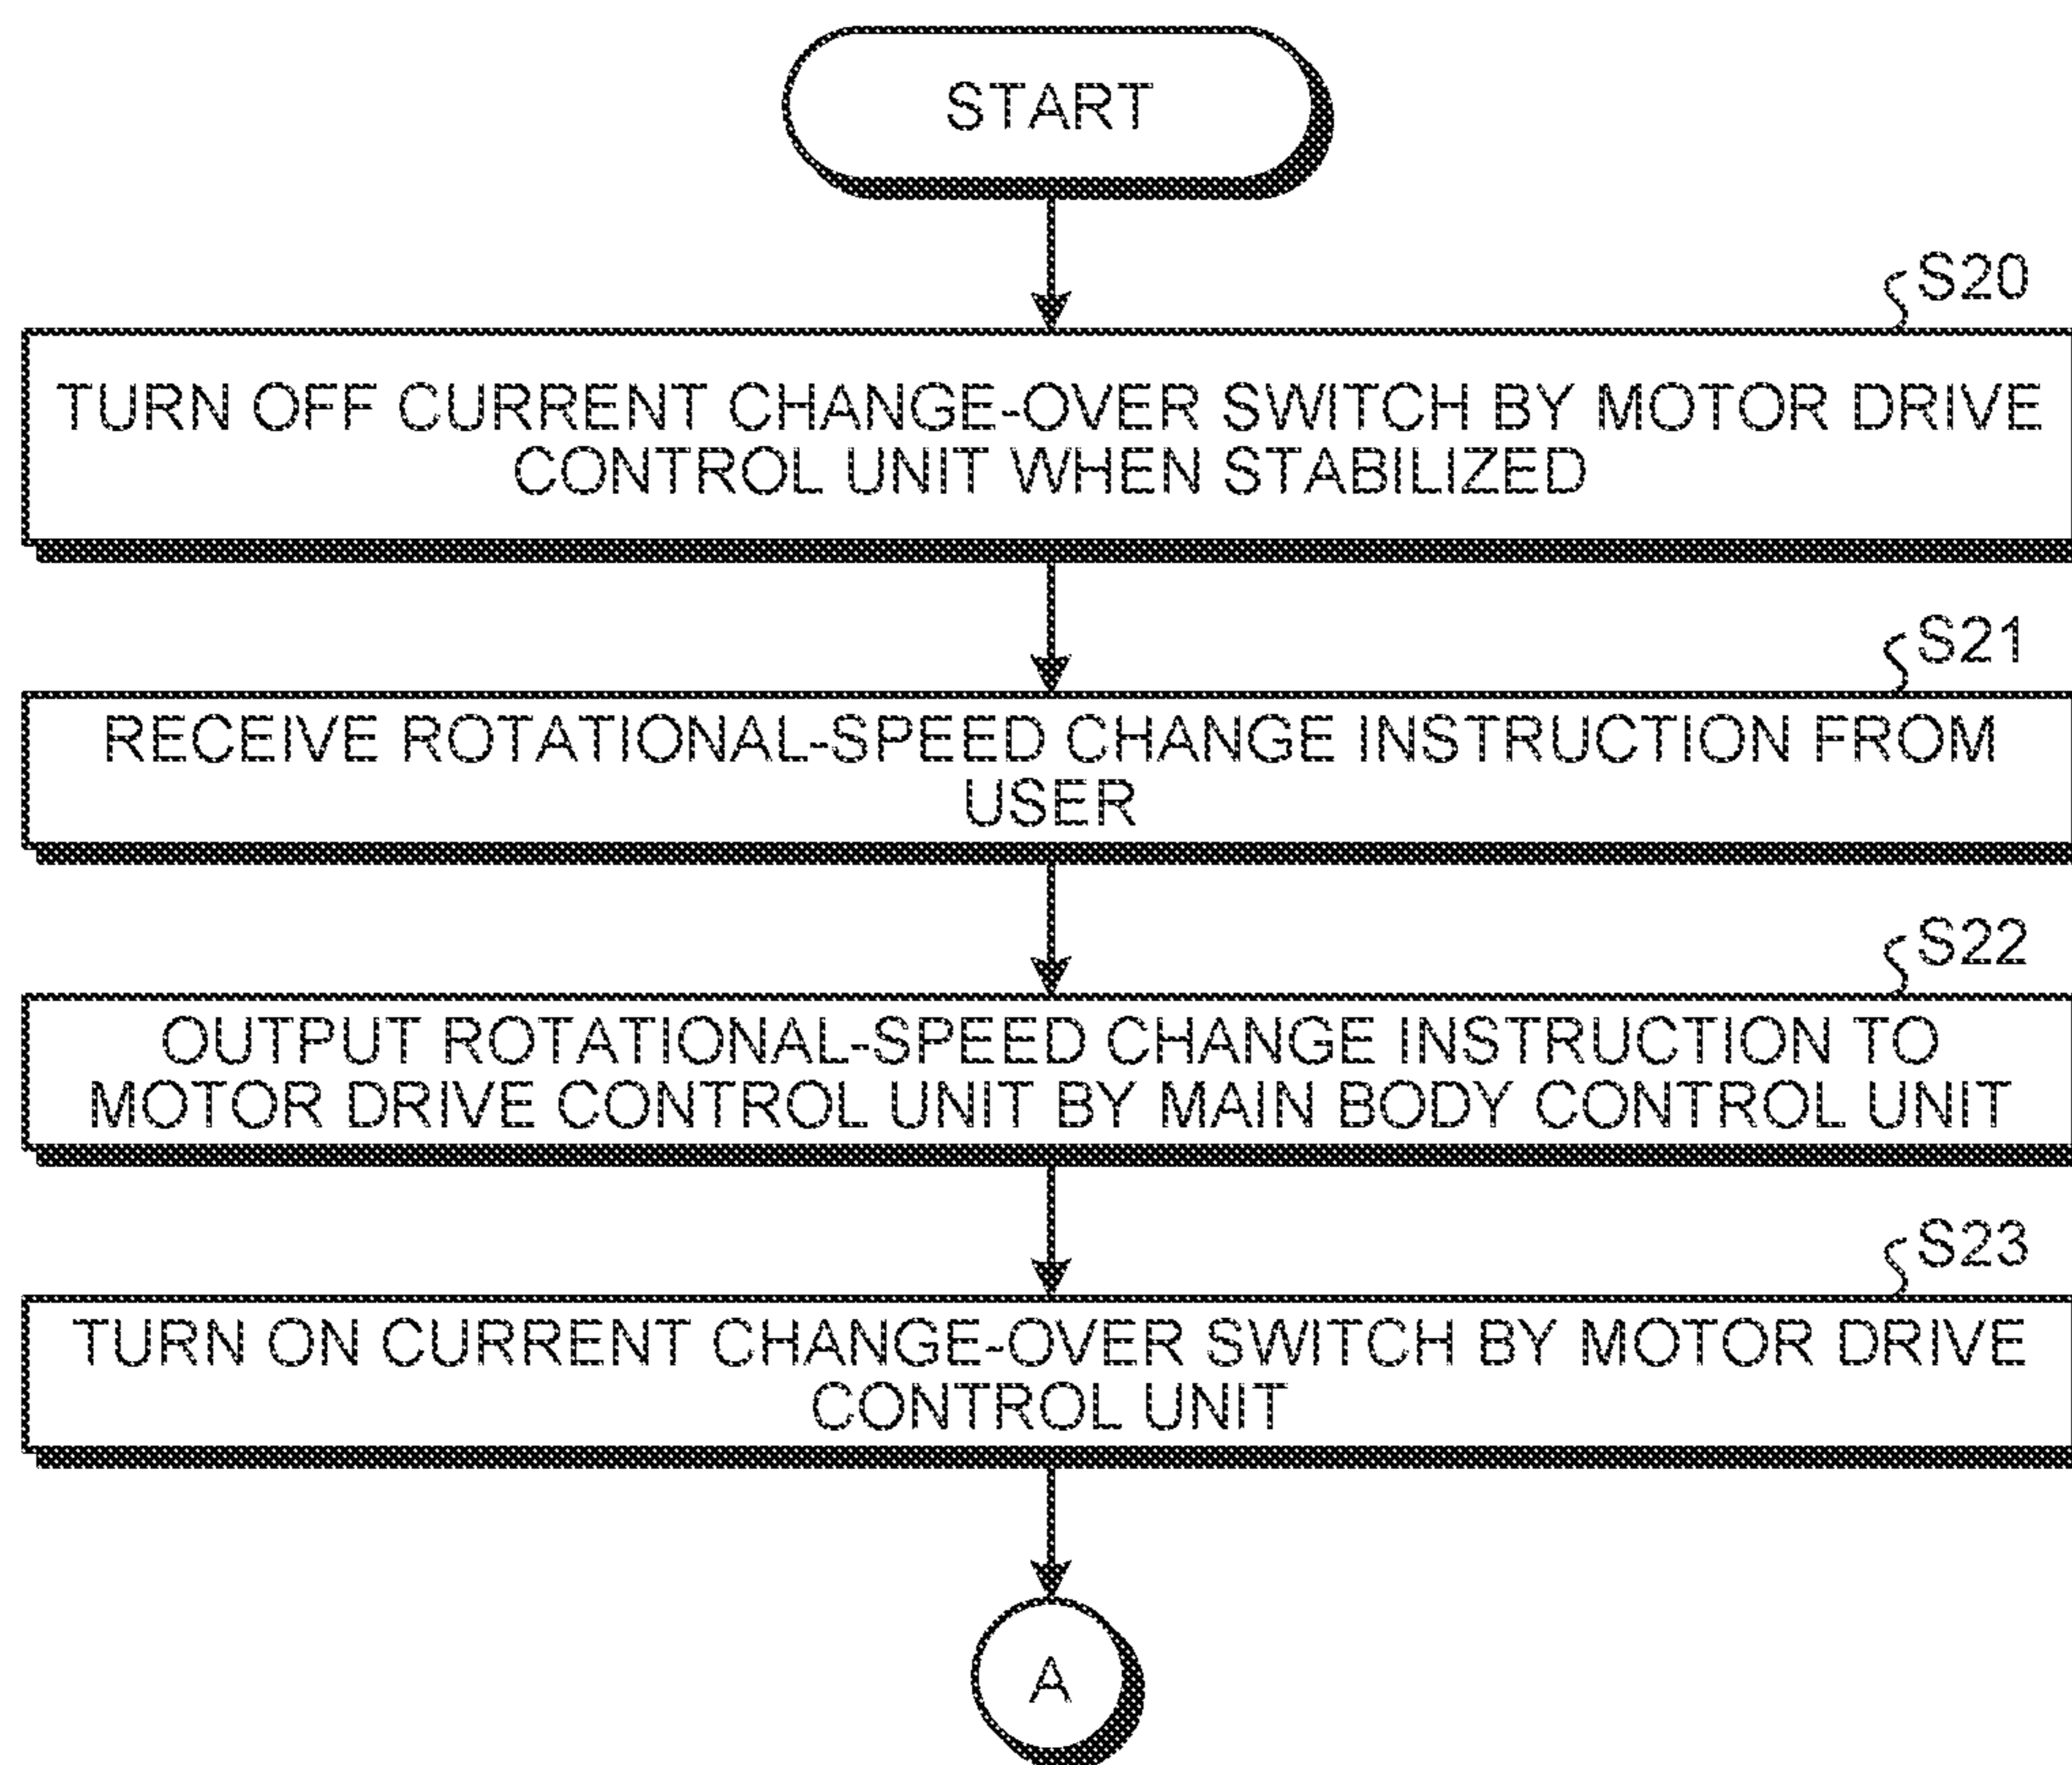 START
S20
TURN OFF CURRENT CHANGE-OVER SWITCH BY MOTOR DRIVE
CONTROL UNIT WHEN STABILIZED
S21
RECEIVE ROTATIONAL-SPEED CHANGE INSTRUCTION FROM
USER
S22
OUTPUT ROTATIONAL-SPEED CHANGE INSTRUCTION TO
MOTOR DRIVE CONTROL UNIT BY MAIN BODY CONTROL UNIT
S23
TURN ON CURRENT CHANGE-OVER SWITCH BY MOTOR DRIVE
CONTROL UNIT
A